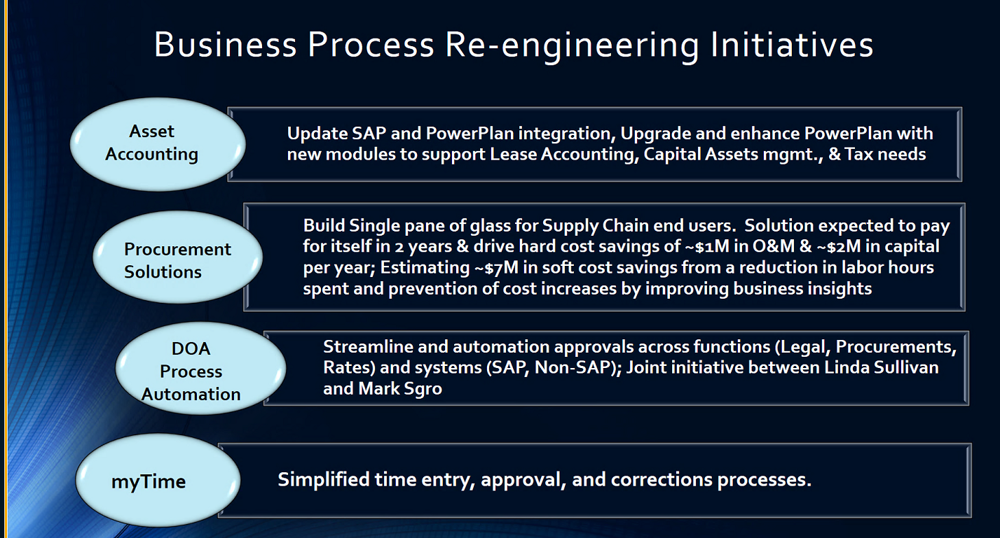 Business Process Re-engineering Initiatives
Asset
Accounting
Update SAP and PowerPlan integration, Upgrade and enhance PowerPlan with
new modules to support Lease Accounting, Capital Assets mgmt., & Tax needs
Procurement
Solutions
Build Single pane of glass for Supply Chain end users.  Solution expected to pay
for itself in 2 years & drive hard cost savings of ~$1M in O&M & ~$2M in capital
per year; Estimating ~$7M in soft cost savings from a reduction in labor hours
spent and prevention of cost increases by improving business insights
DOA
Process
Automation
Streamline and automation approvals across functions (Legal, Procurements,
Rates) and systems (SAP, Non-SAP); Joint initiative between Linda Sullivan
and Mark Sgro
myTime
Simplified time entry, approval, and corrections processes.